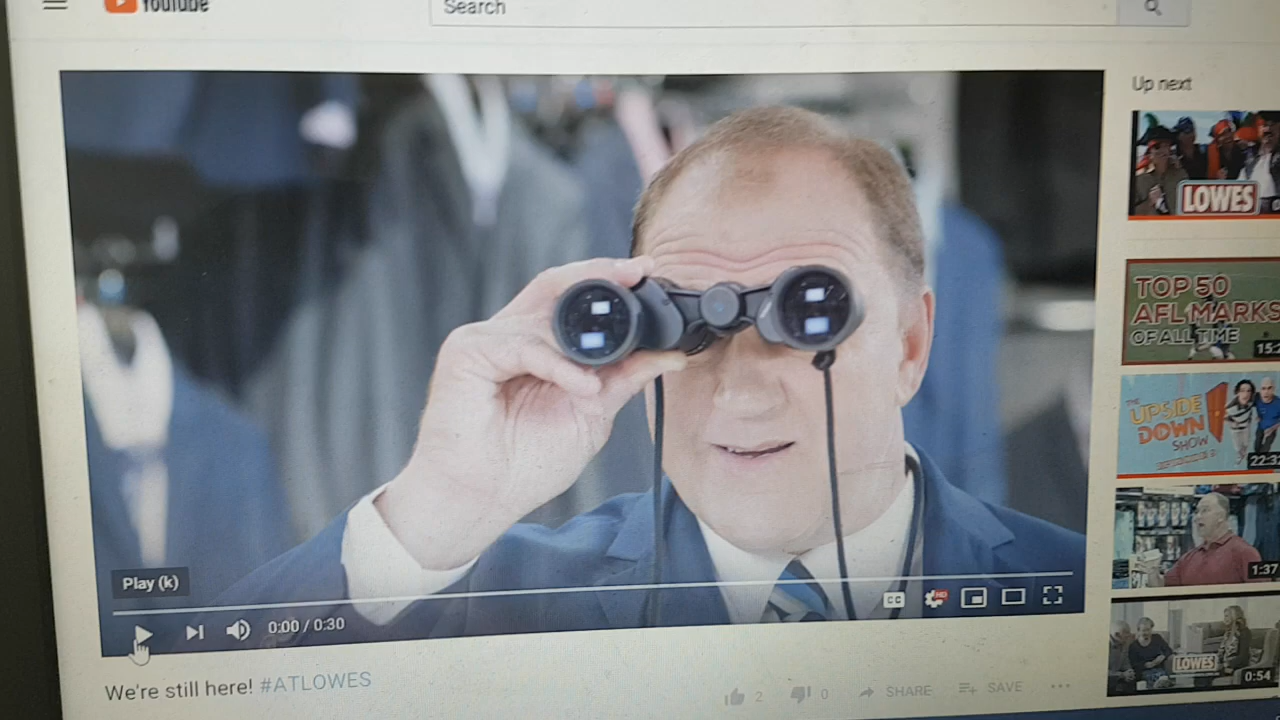 YouTube
Search
Up next
LOWES
TOP 50
AFL MARKS
OF ALL TIME
15:2
THE
UPSIDE
DOWN
SHOW
22:3
1:37
LOWES
0:54
Play (k)
CC
HD
0:00 / 0:30
We're still here! #ATLOWES
2
0
SHARE
SAVE